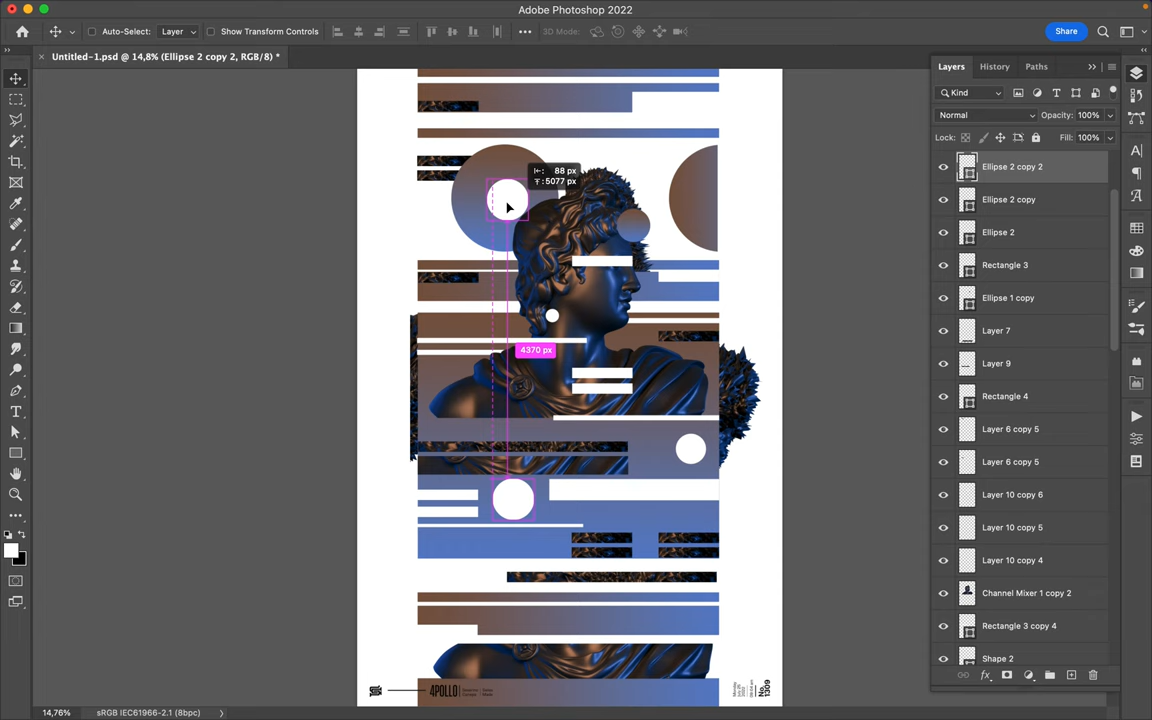 Adobe Photoshop 2022
Auto-Select: Layer Show Transform Controls
3D Mode:
Share
Untitled-1.psd @ 14,8% (Ellipse 2 copy 2, RGB/8) *
Layers History Paths
Kind
Normal Opacity: 100%
Lock: Fill: 100%
Ellipse 2 copy 2
Ellipse 2 copy
Ellipse 2
Rectangle 3
Ellipse 1 copy
Layer 7
Layer 9
Rectangle 4
Layer 6 copy 5
Layer 6 copy 5
Layer 10 copy 6
Layer 10 copy 5
Layer 10 copy 4
Channel Mixer 1 copy 2
Rectangle 3 copy 4
Shape 2
88 px
5077 px
4370 px
4POLLO
No. 1309
14,76% sRGB IEC61966-2.1 (8bpc)